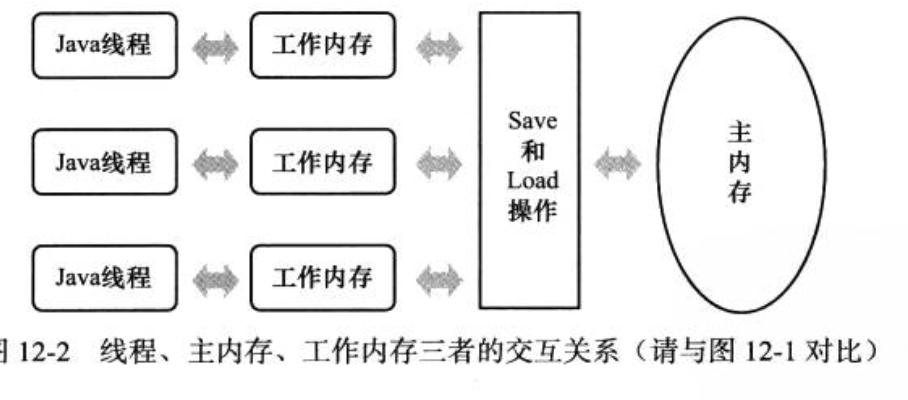 Java线程
工作内存
Java线程
工作内存
Java线程
工作内存
Save
和
Load
操作
主
内
存
图 12-2 线程、主内存、工作内存三者的交互关系（请与图 12-1 对比）